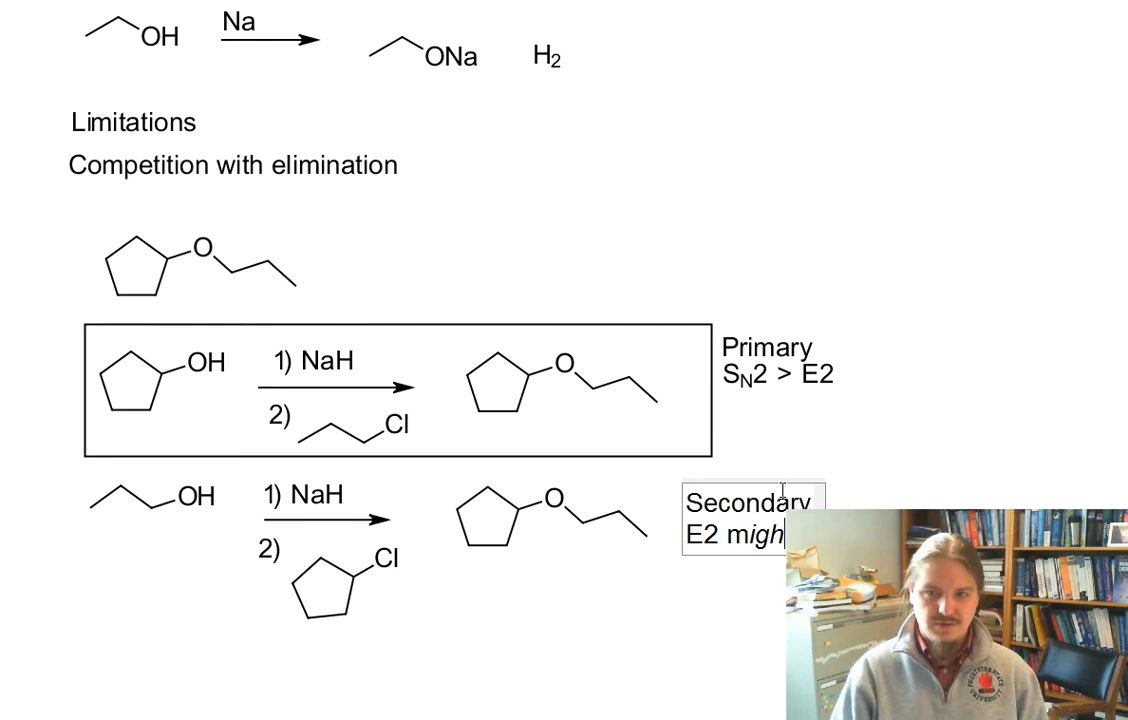 OH Na ONa H₂
Limitations
Competition with elimination
O
OH 1) NaH O
2) Cl
Primary
SN2 > E2
OH 1) NaH O
2) Cl
Secondary
E2 migh